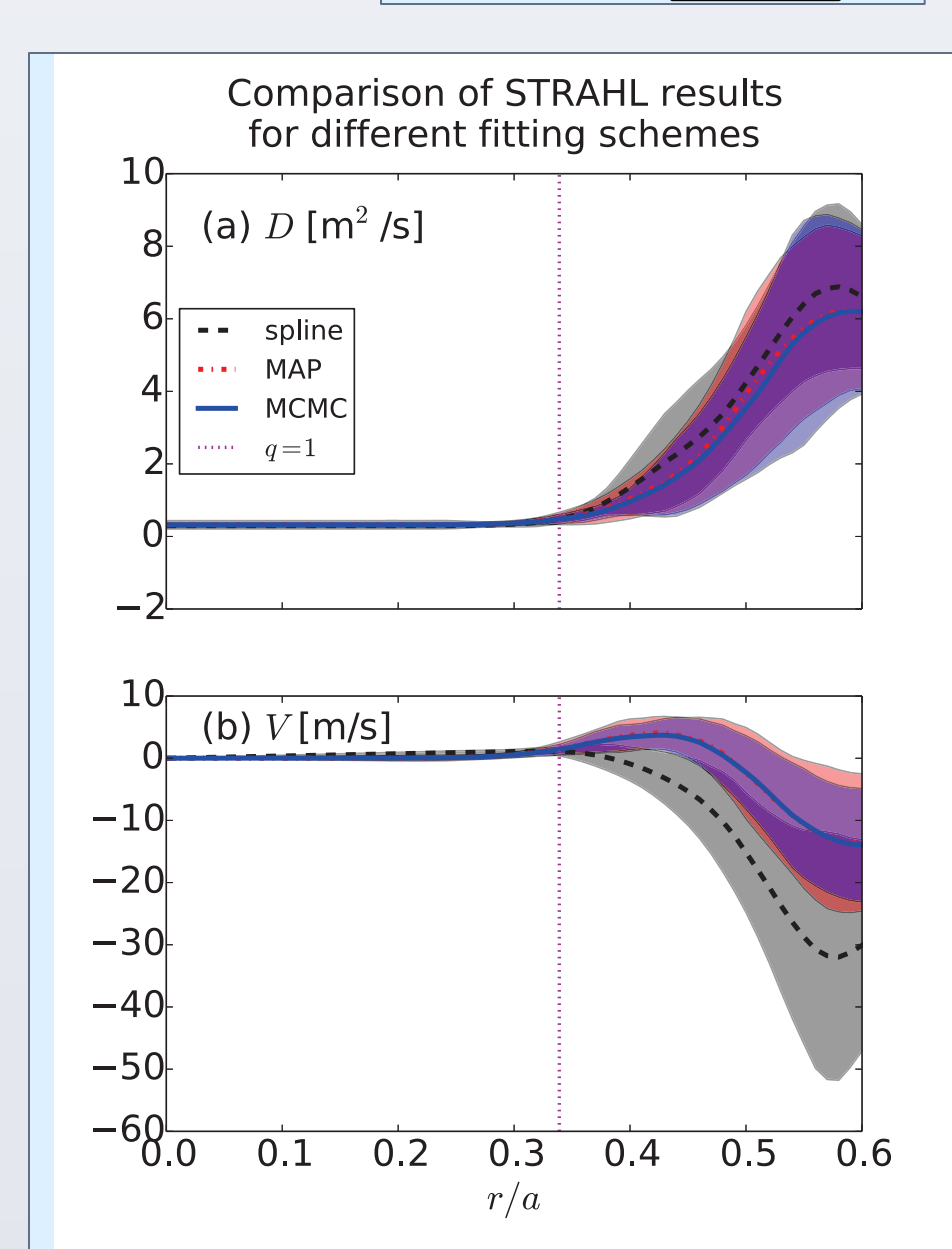 Comparison of STRAHL results
for different fitting schemes
10
8
6
4
2
0
−2
(a) D [m² /s]
spline
MAP
MCMC
q=1
10
0
−10
−20
−30
−40
−50
−60
(b) V [m/s]
0.0 0.1 0.2 0.3 0.4 0.5 0.6
r/a